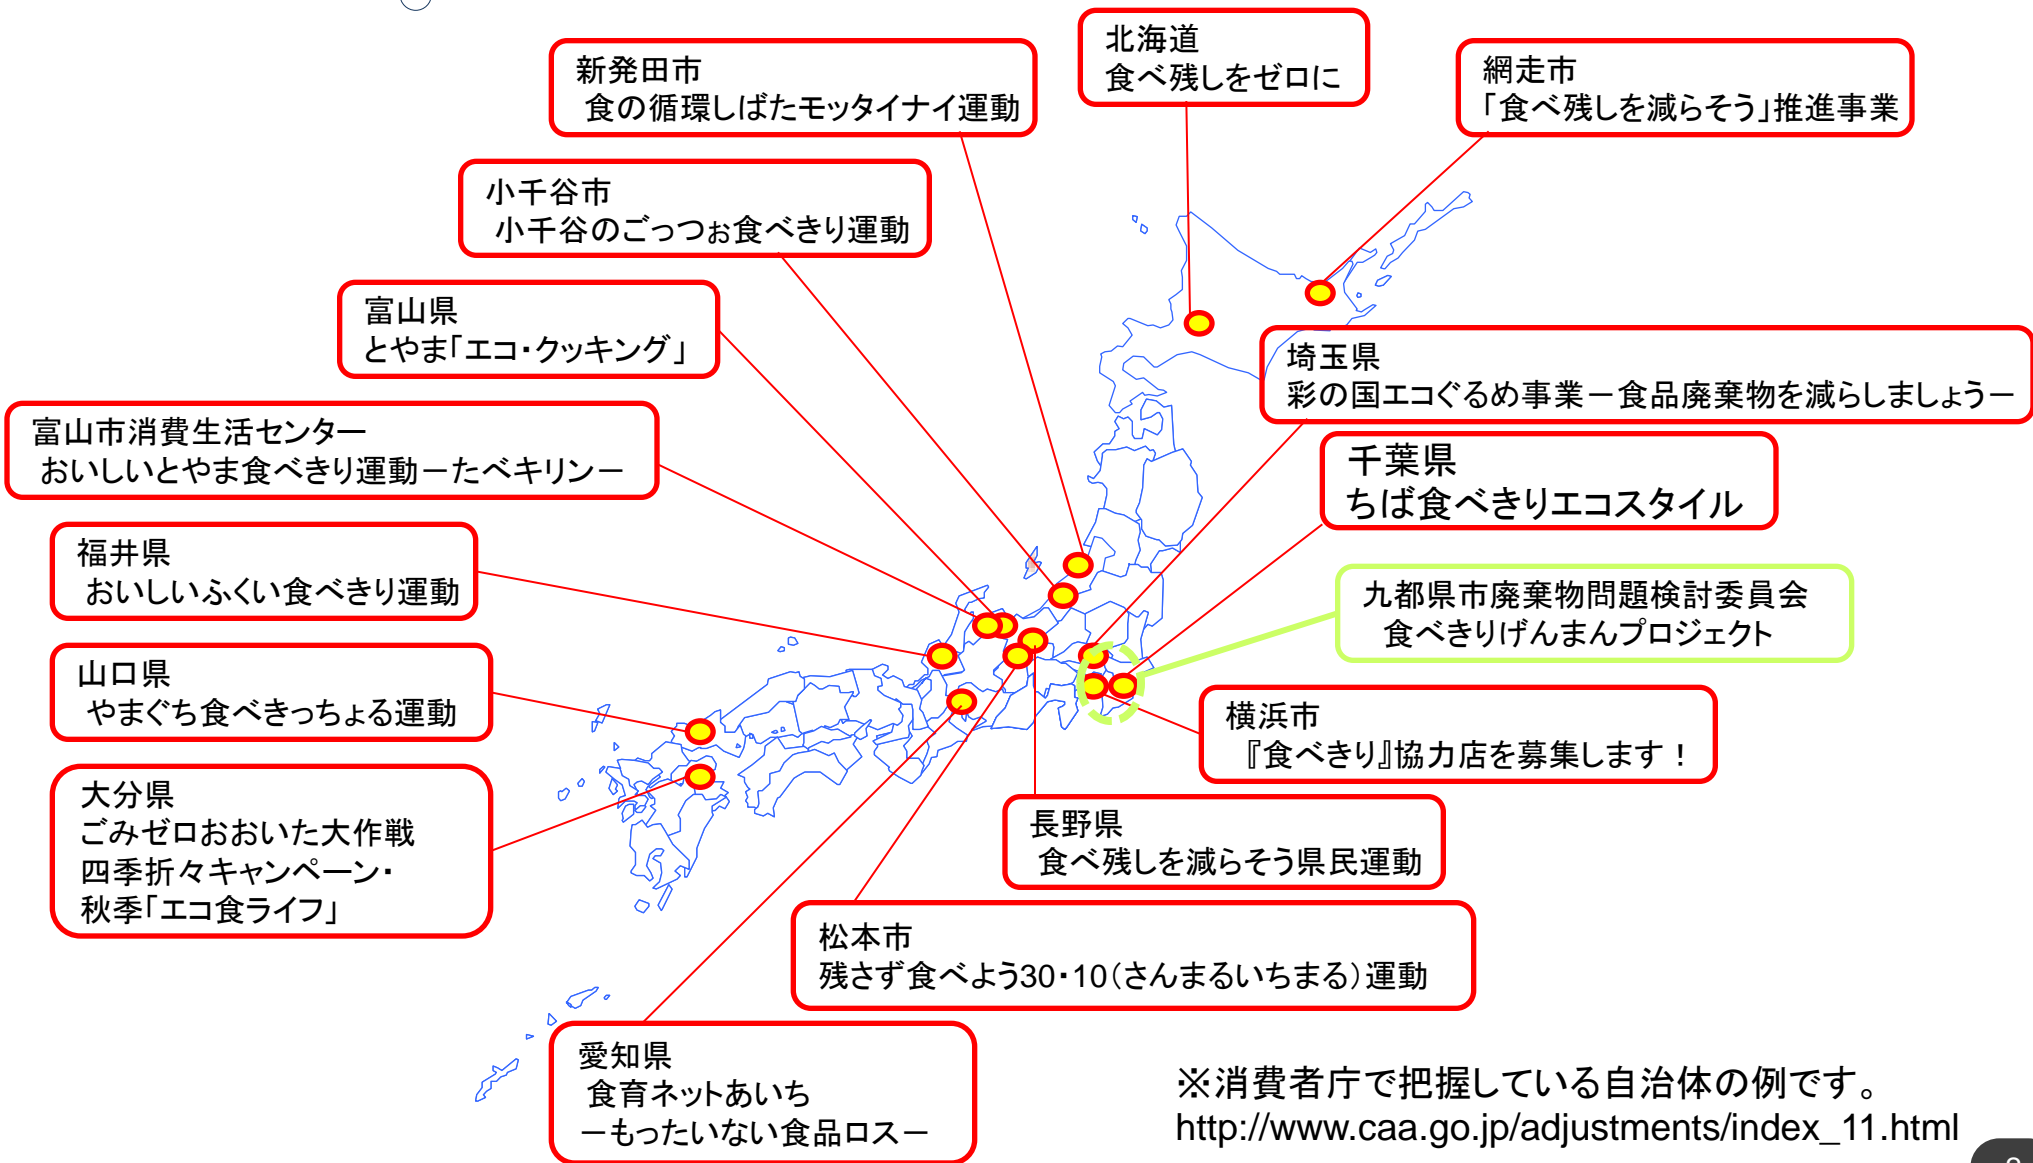 北海道
食べ残しをゼロに
新発田市
食の循環しばたモッタイナイ運動
網走市
「食べ残しを減らそう」推進事業
小千谷市
小千谷のごっつぉ食べきり運動
富山県
とやま「エコ・クッキング」
埼玉県
彩の国エコぐるめ事業－食品廃棄物を減らしましょう－
富山市消費生活センター
おいしいとやま食べきり運動－たべキリン－
千葉県
ちば食べきりエコスタイル
福井県
おいしいふくい食べきり運動
九都県市廃棄物問題検討委員会
食べきりげんまんプロジェクト
山口県
やまぐち食べきっちょる運動
横浜市
『食べきり』協力店を募集します！
大分県
ごみゼロおおいた大作戦
四季折々キャンペーン・
秋季「エコ食ライフ」
長野県
食べ残しを減らそう県民運動
松本市
残さず食べよう30・10（さんまるいちまる）運動
愛知県
食育ネットあいち
－もったいない食品ロス－
※消費者庁で把握している自治体の例です。
http://www.caa.go.jp/adjustments/index_11.html